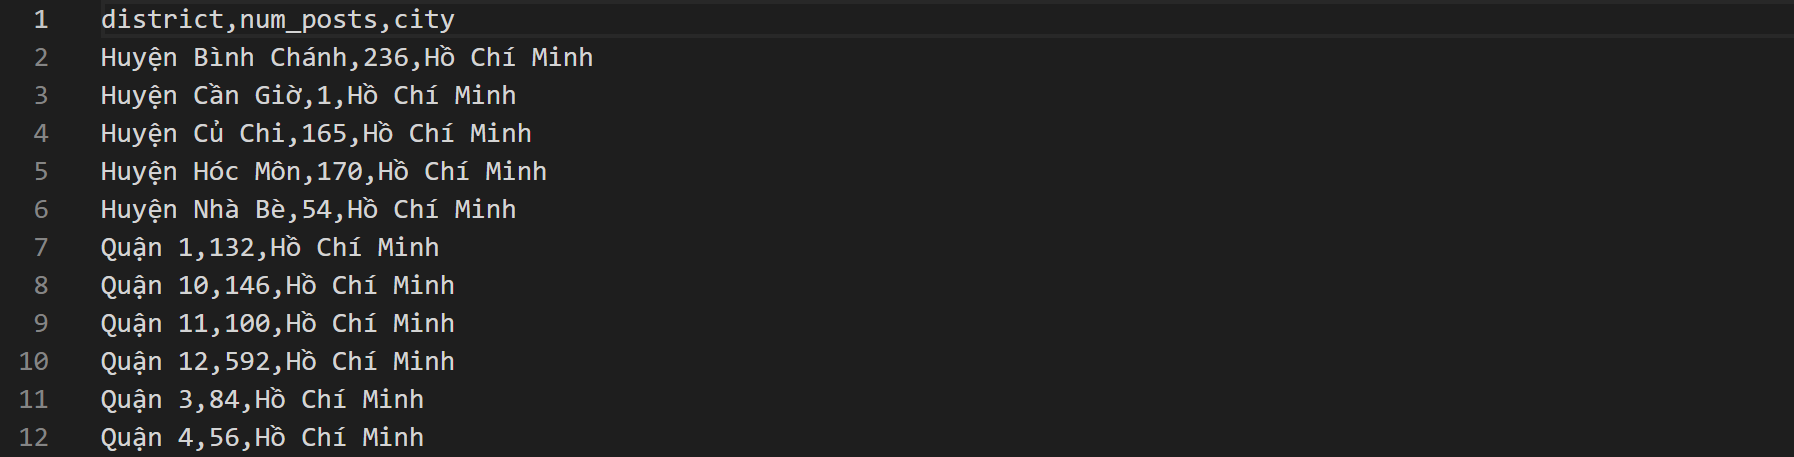 1 district,num_posts,city
2 Huyện Bình Chánh,236,Hồ Chí Minh
3 Huyện Cần Giờ,1,Hồ Chí Minh
4 Huyện Củ Chi,165,Hồ Chí Minh
5 Huyện Hóc Môn,170,Hồ Chí Minh
6 Huyện Nhà Bè,54,Hồ Chí Minh
7 Quận 1,132,Hồ Chí Minh
8 Quận 10,146,Hồ Chí Minh
9 Quận 11,100,Hồ Chí Minh
10 Quận 12,592,Hồ Chí Minh
11 Quận 3,84,Hồ Chí Minh
12 Quận 4,56,Hồ Chí Minh